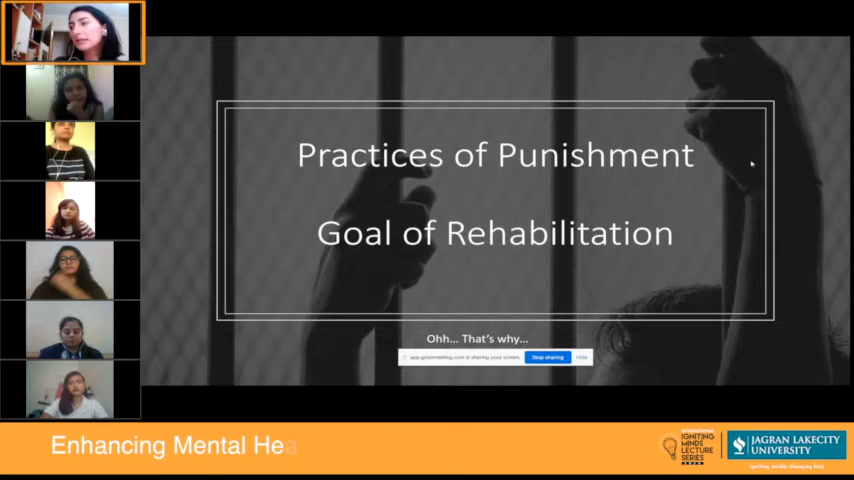 Practices of Punishment
Goal of Rehabilitation
Ohh... That's why...
app.gotomeeting.com is sharing your screen.
Stop sharing
Hide
Enhancing Mental Hea
INTERNATIONAL
IGNITING
MINDS
LECTURE
SERIES
JAGRAN LAKECITY
UNIVERSITY